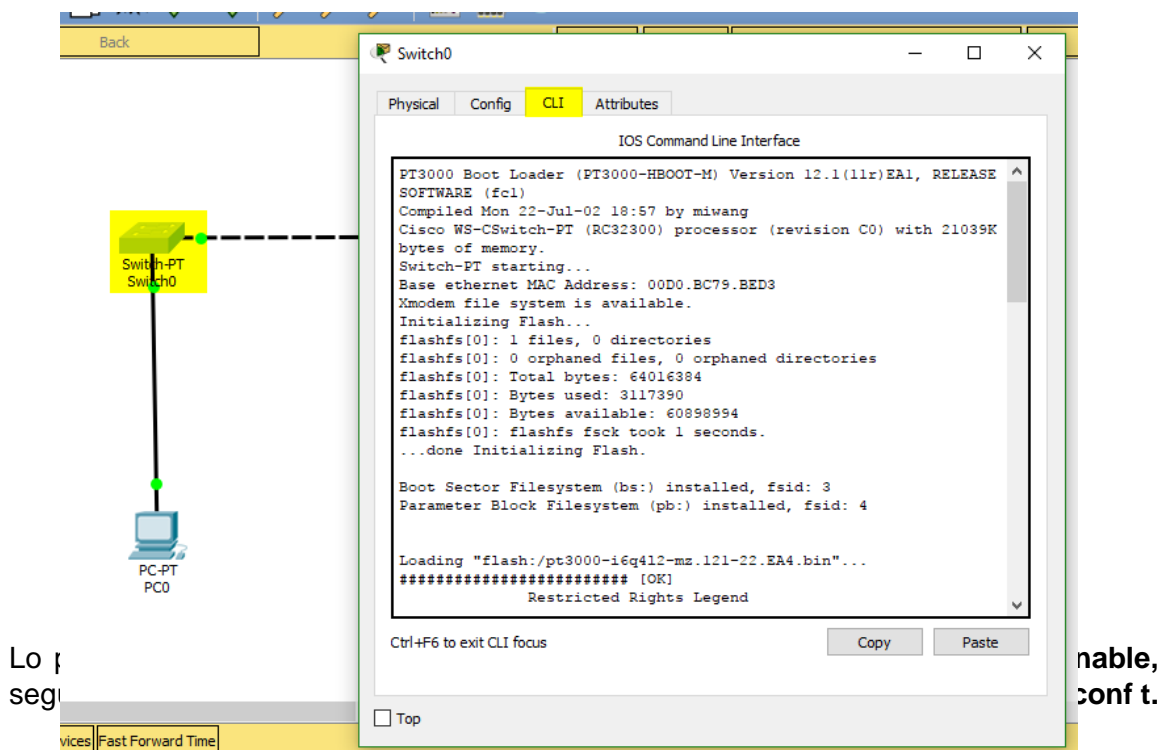 Back
Switch0
Physical Config CLI Attributes
IOS Command Line Interface
PT3000 Boot Loader (PT3000-HBOOT-M) Version 12.1(11r)EA1, RELEASE
SOFTWARE (fc1)
Compiled Mon 22-Jul-02 18:57 by miwang
Cisco WS-CSwitch-PT (RC32300) processor (revision C0) with 21039K
bytes of memory.
Switch-PT starting...
Base ethernet MAC Address: 00D0.BC79.BED3
Xmodem file system is available.
Initializing Flash...
flashfs[0]: 1 files, 0 directories
flashfs[0]: 0 orphaned files, 0 orphaned directories
flashfs[0]: Total bytes: 64016384
flashfs[0]: Bytes used: 3117390
flashfs[0]: Bytes available: 60898994
flashfs[0]: flashfs fsck took 1 seconds.
...done Initializing Flash.
Boot Sector Filesystem (bs:) installed, fsid: 3
Parameter Block Filesystem (pb:) installed, fsid: 4
Loading "flash:/pt3000-i6q4l2-mz.121-22.EA4.bin"...
########################## [OK]
Restricted Rights Legend
Ctrl+F6 to exit CLI focus
Copy Paste
Top
Switch-PT
Switch0
PC-PT
PC0
Lo
conf t.
Fast Forward Time